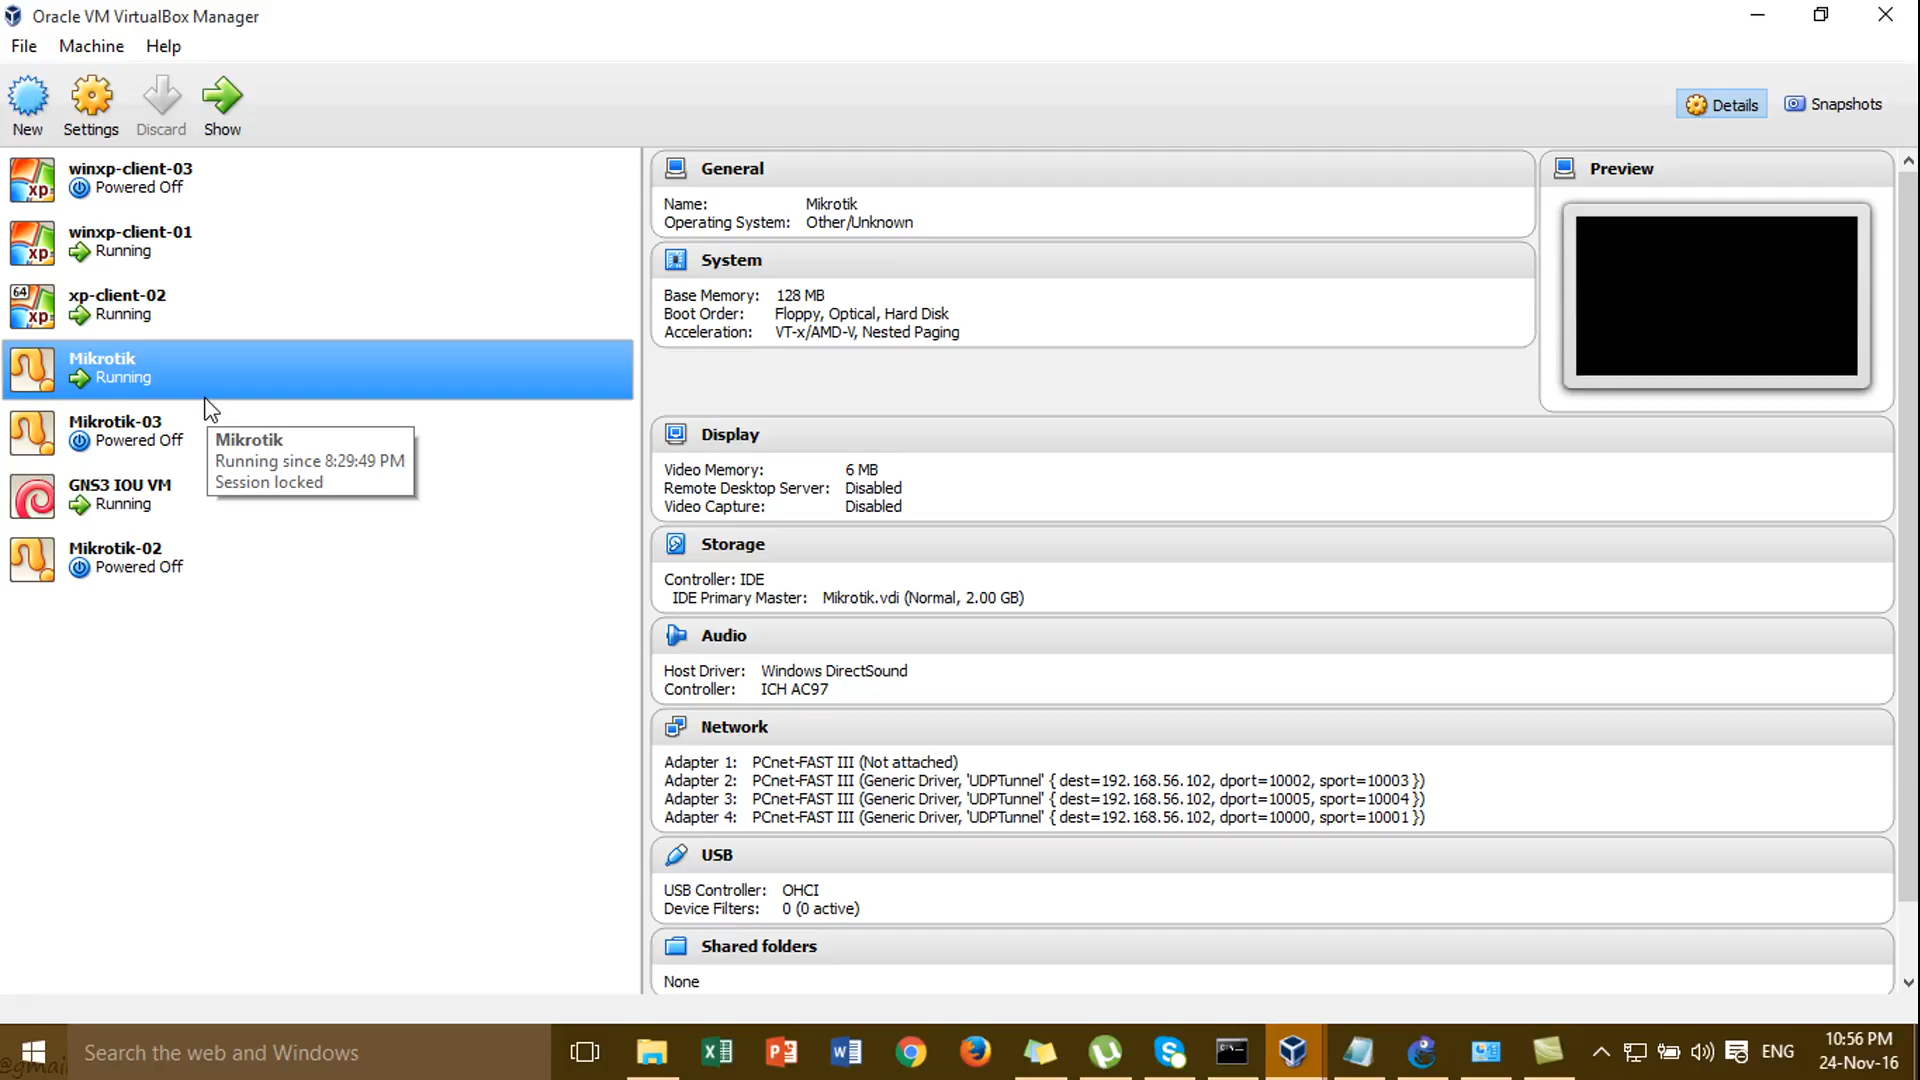 Oracle VM VirtualBox Manager
File Machine Help
New Settings Discard Show
Details Snapshots
winxp-client-03
Powered Off
winxp-client-01
Running
64
xp-client-02
Running
Mikrotik
Running
Mikrotik-03
Powered Off
Mikrotik
Running since 8:29:49 PM
Session locked
GNS3 IOU VM
Running
Mikrotik-02
Powered Off
General
Name: Mikrotik
Operating System: Other/Unknown
Preview
System
Base Memory: 128 MB
Boot Order: Floppy, Optical, Hard Disk
Acceleration: VT-x/AMD-V, Nested Paging
Display
Video Memory: 6 MB
Remote Desktop Server: Disabled
Video Capture: Disabled
Storage
Controller: IDE
IDE Primary Master: Mikrotik.vdi (Normal, 2.00 GB)
Audio
Host Driver: Windows DirectSound
Controller: ICH AC97
Network
Adapter 1: PCnet-FAST III (Not attached)
Adapter 2: PCnet-FAST III (Generic Driver, 'UDPTunnel' { dest=192.168.56.102, dport=10002, sport=10003 })
Adapter 3: PCnet-FAST III (Generic Driver, 'UDPTunnel' { dest=192.168.56.102, dport=10005, sport=10004 })
Adapter 4: PCnet-FAST III (Generic Driver, 'UDPTunnel' { dest=192.168.56.102, dport=10000, sport=10001 })
USB
USB Controller: OHCI
Device Filters: 0 (0 active)
Shared folders
None
Search the web and Windows
ENG
10:56 PM
24-Nov-16